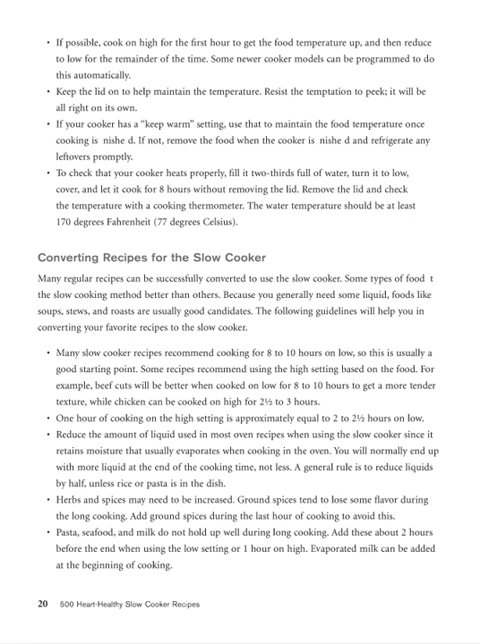 • If possible, cook on high for the first hour to get the food temperature up, and then reduce
to low for the remainder of the time. Some newer cooker models can be programmed to do
this automatically.
• Keep the lid on to help maintain the temperature. Resist the temptation to peek; it will be
all right on its own.
• If your cooker has a “keep warm” setting, use that to maintain the food temperature once
cooking is nishe d. If not, remove the food when the cooker is nishe d and refrigerate any
leftovers promptly.
• To check that your cooker heats properly, fill it two-thirds full of water, turn it to low,
cover, and let it cook for 8 hours without removing the lid. Remove the lid and check
the temperature with a cooking thermometer. The water temperature should be at least
170 degrees Fahrenheit (77 degrees Celsius).
Converting Recipes for the Slow Cooker
Many regular recipes can be successfully converted to use the slow cooker. Some types of food t
the slow cooking method better than others. Because you generally need some liquid, foods like
soups, stews, and roasts are usually good candidates. The following guidelines will help you in
converting your favorite recipes to the slow cooker.
• Many slow cooker recipes recommend cooking for 8 to 10 hours on low, so this is usually a
good starting point. Some recipes recommend using the high setting based on the food. For
example, beef cuts will be better when cooked on low for 8 to 10 hours to get a more tender
texture, while chicken can be cooked on high for 2½ to 3 hours.
• One hour of cooking on the high setting is approximately equal to 2 to 2½ hours on low.
• Reduce the amount of liquid used in most oven recipes when using the slow cooker since it
retains moisture that usually evaporates when cooking in the oven. You will normally end up
with more liquid at the end of the cooking time, not less. A general rule is to reduce liquids
by half, unless rice or pasta is in the dish.
• Herbs and spices may need to be increased. Ground spices tend to lose some flavor during
the long cooking. Add ground spices during the last hour of cooking to avoid this.
• Pasta, seafood, and milk do not hold up well during long cooking. Add these about 2 hours
before the end when using the low setting or 1 hour on high. Evaporated milk can be added
at the beginning of cooking.
20 500 Heart-Healthy Slow Cooker Recipes